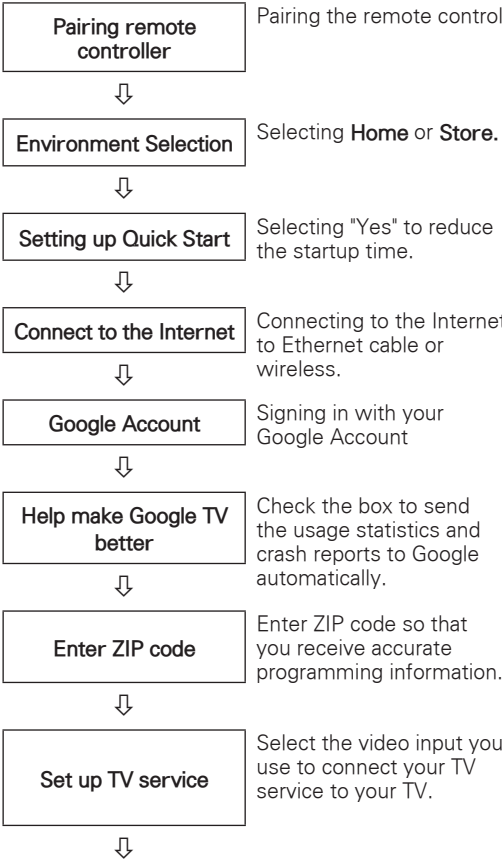 Pairing remote
controller
Pairing the remote control
Environment Selection
Selecting Home or Store.
Setting up Quick Start
Selecting "Yes" to reduce
the startup time.
Connect to the Internet
Connecting to the Internet
to Ethernet cable or
wireless.
Google Account
Signing in with your
Google Account
Help make Google TV
better
Check the box to send
the usage statistics and
crash reports to Google
automatically.
Enter ZIP code
Enter ZIP code so that
you receive accurate
programming information.
Set up TV service
Select the video input you
use to connect your TV
service to your TV.